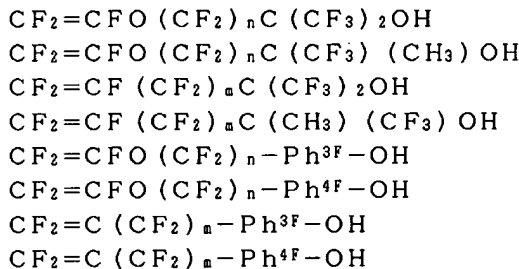 CF₂=CFO(CF₂)ₙC(CF₃)₂OH
CF₂=CFO(CF₂)ₙC(CF₃)(CH₃)OH
CF₂=CF(CF₂)ₘC(CF₃)₂OH
CF₂=CF(CF₂)ₘC(CH₃)(CF₃)OH
CF₂=CFO(CF₂)ₙ-Ph³ᶠ-OH
CF₂=CFO(CF₂)ₙ-Ph⁴ᶠ-OH
CF₂=C(CF₂)ₘ-Ph³ᶠ-OH
CF₂=C(CF₂)ₘ-Ph⁴ᶠ-OH